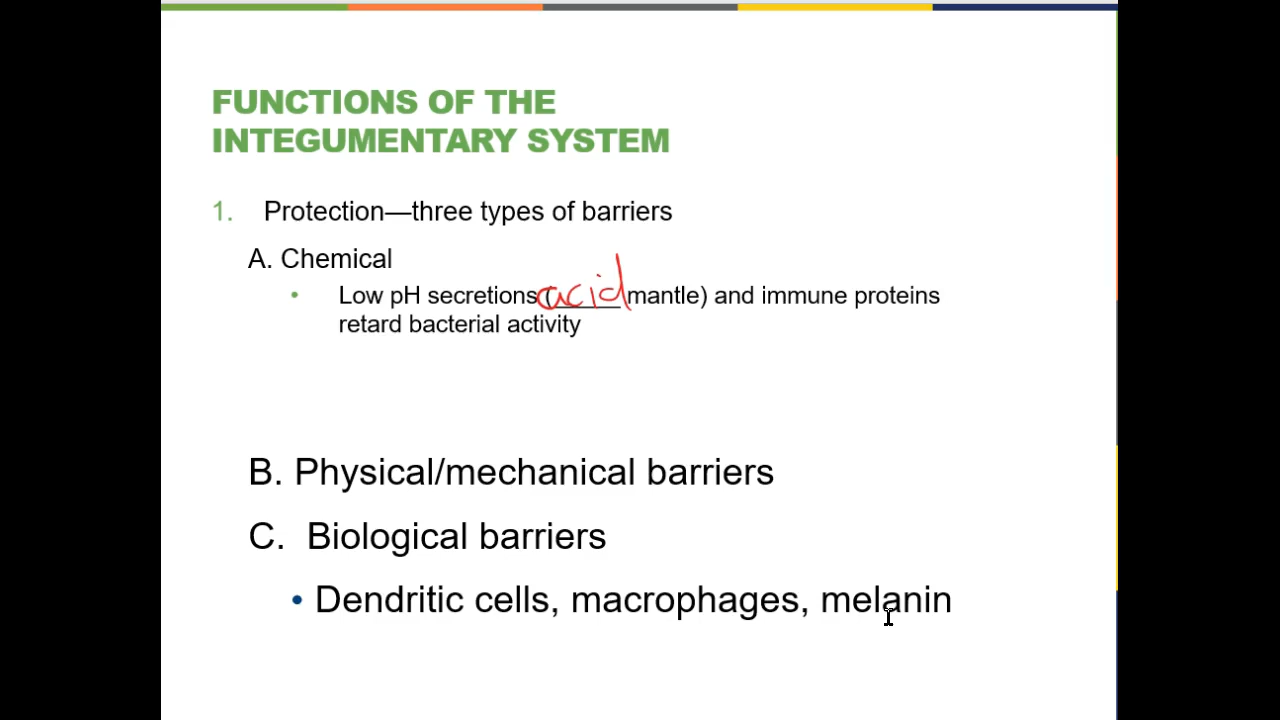 FUNCTIONS OF THE
INTEGUMENTARY SYSTEM
1. Protection—three types of barriers
A. Chemical
• Low pH secretions (acid mantle) and immune proteins
retard bacterial activity
B. Physical/mechanical barriers
C. Biological barriers
• Dendritic cells, macrophages, melanin